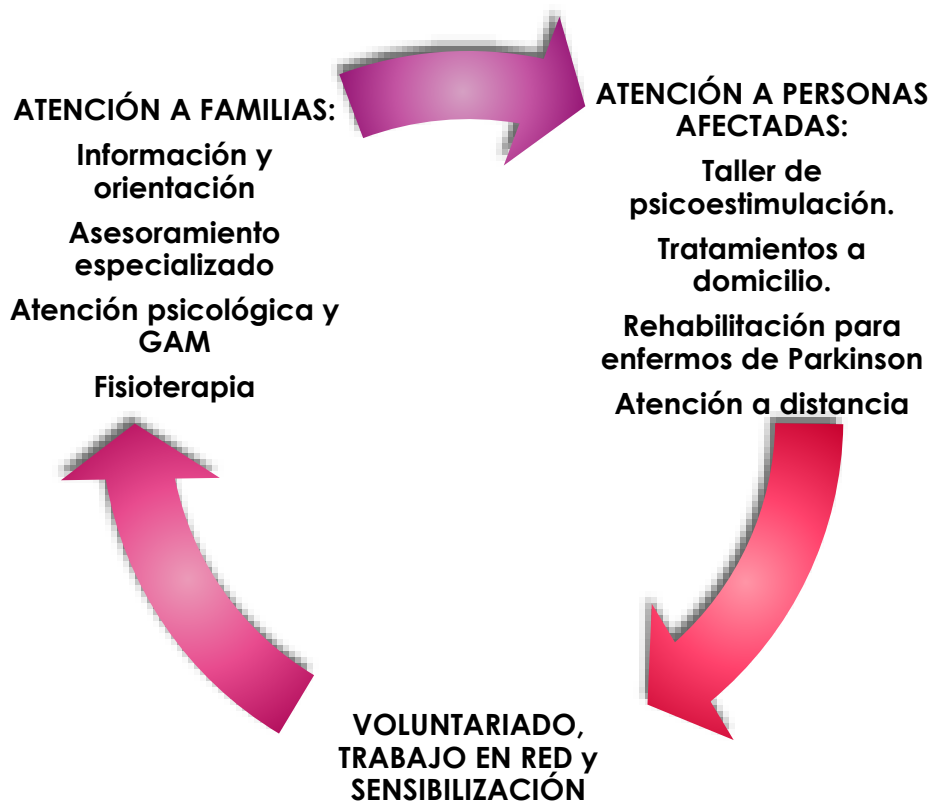 ATENCIÓN A FAMILIAS:
Información y
orientación
Asesoramiento
especializado
Atención psicológica y
GAM
Fisioterapia
ATENCIÓN A PERSONAS
AFECTADAS:
Taller de
psicoestimulación.
Tratamientos a
domicilio.
Rehabilitación para
enfermos de Parkinson
Atención a distancia
VOLUNTARIADO,
TRABAJO EN RED y
SENSIBILIZACIÓN